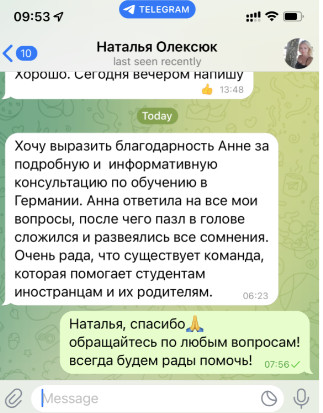 09:53
TELEGRAM
10
Наталья Олексюк
last seen recently
Хорошо. Сегодня вечером напишу
👍 13:48
Today
Хочу выразить благодарность Анне за
подробную и информативную
консультацию по обучению в
Германии. Анна ответила на все мои
вопросы, после чего пазл в голове
сложился и развеялись все сомнения.
Очень рада, что существует команда,
которая помогает студентам
иностранцам и их родителям.
06:23
Наталья, спасибо🙏
обращайтесь по любым вопросам!
всегда будем рады помочь!
07:56
Message